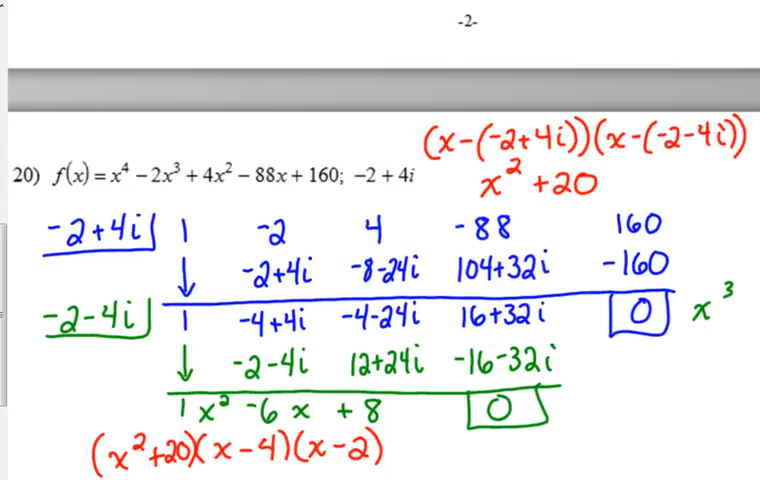 -2-
(x-(-2+4i))(x-(-2-4i))
20) f(x) = x⁴ − 2x³ + 4x² − 88x + 160; −2 + 4i
x² +20
-2+4i 1 -2 4 -88 160
↓ -2+4i -8-24i 104+32i -160
-2-4i 1 -4+4i -4-24i 16+32i 0 x³
↓ -2-4i 12+24i -16-32i
1x² -6x +8 0
(x²+20)(x-4)(x-2)